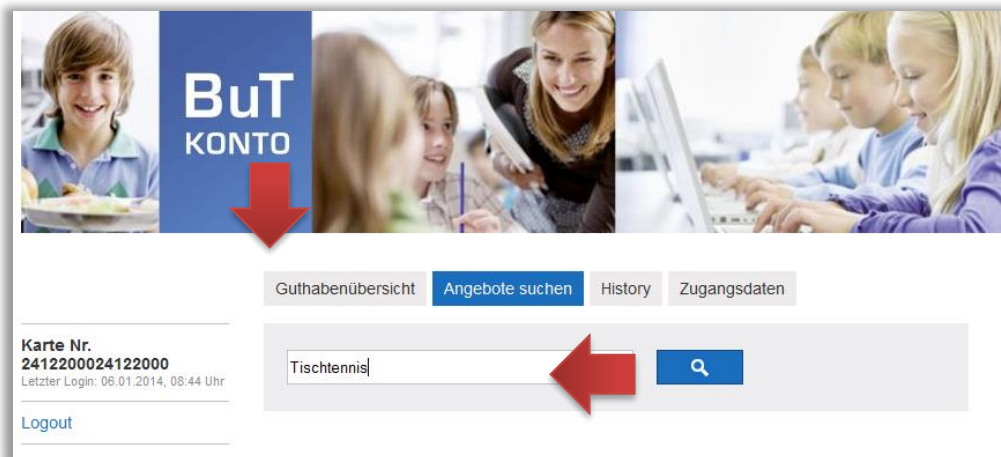 BuT
KONTO
Guthabenübersicht Angebote suchen History Zugangsdaten
Karte Nr.
2412200024122000
Letzter Login: 06.01.2014, 08:44 Uhr
Tischtennis
Logout